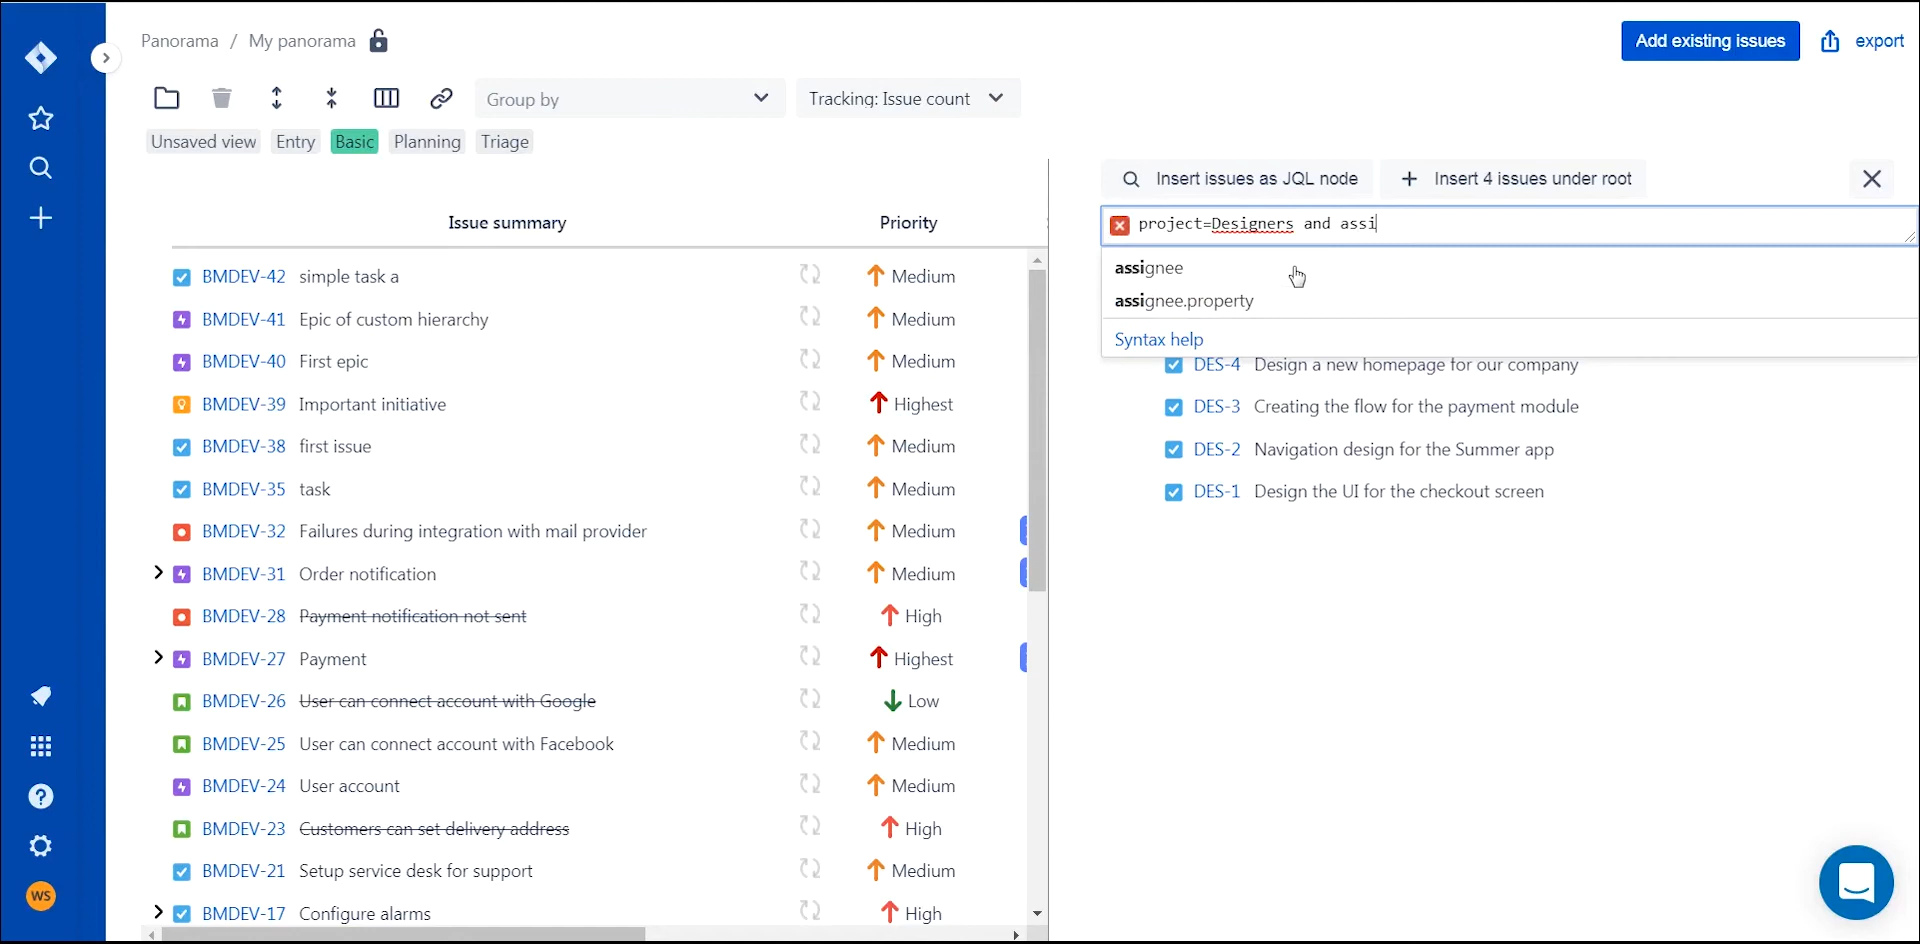 Panorama / My panorama
Add existing issues
export
Group by
Tracking: Issue count
Unsaved view
Entry
Basic
Planning
Triage
Issue summary
Priority
BMDEV-42 simple task a Medium
BMDEV-41 Epic of custom hierarchy Medium
BMDEV-40 First epic Medium
BMDEV-39 Important initiative Highest
BMDEV-38 first issue Medium
BMDEV-35 task Medium
BMDEV-32 Failures during integration with mail provider Medium
BMDEV-31 Order notification Medium
BMDEV-28 Payment notification not sent High
BMDEV-27 Payment Highest
BMDEV-26 User can connect account with Google Low
BMDEV-25 User can connect account with Facebook Medium
BMDEV-24 User account Medium
BMDEV-23 Customers can set delivery address High
BMDEV-21 Setup service desk for support Medium
BMDEV-17 Configure alarms High
Insert issues as JQL node
Insert 4 issues under root
project=Designers and assi
assignee
assignee.property
Syntax help
DES-4 Design a new homepage for our company
DES-3 Creating the flow for the payment module
DES-2 Navigation design for the Summer app
DES-1 Design the UI for the checkout screen
WS